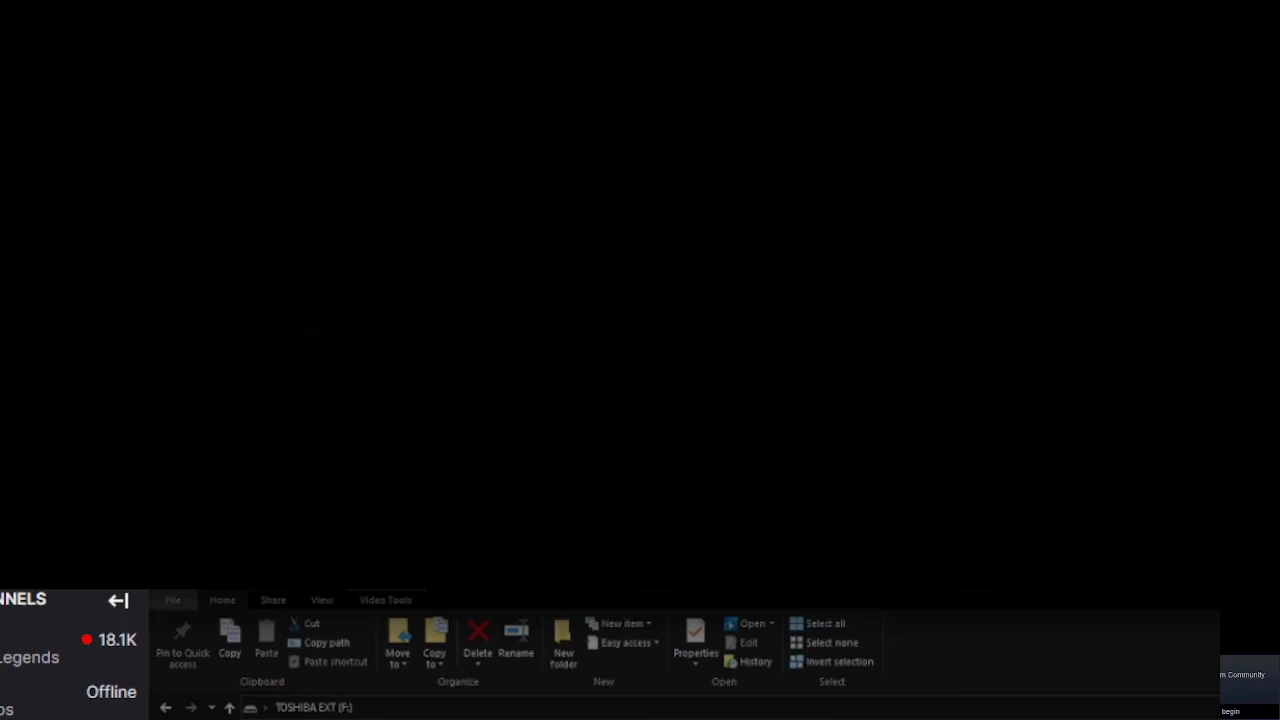 NNELS
18.1K
Legends
Offline
os
File Home Share View Video Tools
Pin to Quick access
Copy
Paste
Cut
Copy path
Paste shortcut
Clipboard
Move to
Copy to
Delete
Rename
Organize
New folder
New item
Easy access
New
Properties
Open
Edit
History
Open
Select all
Select none
Invert selection
Select
TOSHIBA EXT (F:)
m Community
begin